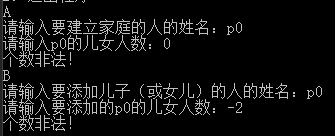 A
请输入要建立家庭的人的姓名：p0
请输入p0的儿女人数：0
个数非法！
B
请输入要添加儿子（或女儿）的人的姓名：p0
请输入要添加的p0的儿女人数：-2
个数非法！